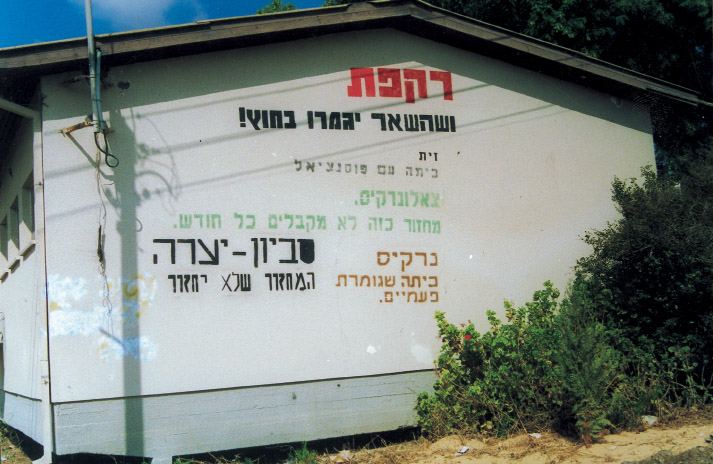 רקפת
ושהשאר יגמרו בחוץ!
זית
כיתה עם פוטנציאל
צאלונרקיס.
מחזור כזה לא מקבלים כל חודש.
נרקיס
כיתה שגומרת
פעמיים.
סביון-יצרה
המחזור שלא יחזור